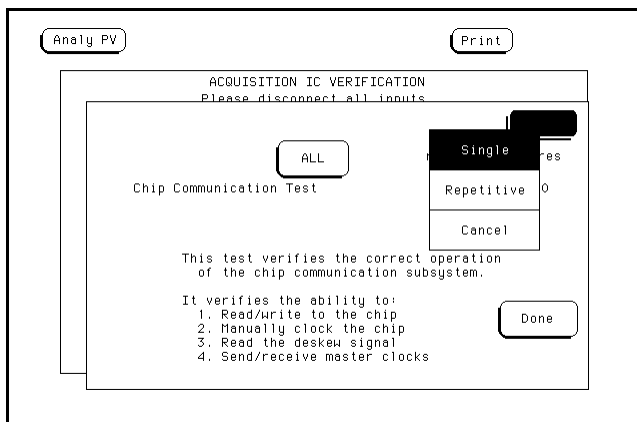 Analy PV
Print
ACQUISITION IC VERIFICATION
Please disconnect all inputs
ALL
Single
Chip Communication Test
Repetitive
Cancel
This test verifies the correct operation
of the chip communication subsystem.
It verifies the ability to:
1. Read/write to the chip
2. Manually clock the chip
3. Read the deskew signal
4. Send/receive master clocks
Done